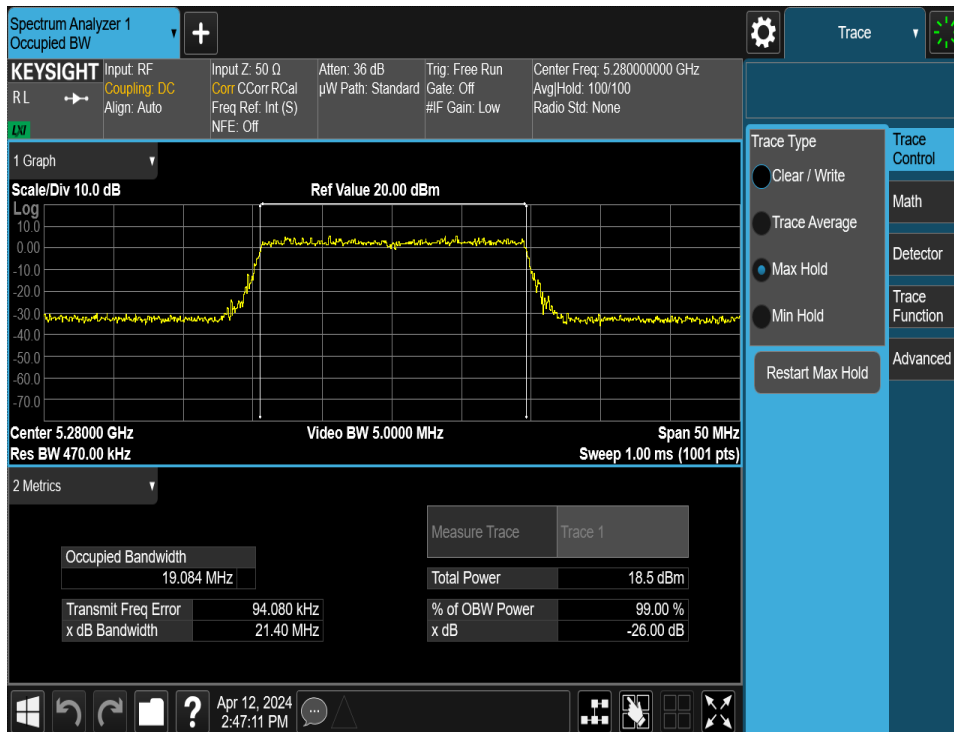 Spectrum Analyzer 1
Occupied BW
+
Trace
KEYSIGHT
R L
LXI
Input: RF
Coupling: DC
Align: Auto
Input Z: 50 Ω
Corr CCorr RCal
Freq Ref: Int (S)
NFE: Off
Atten: 36 dB
µW Path: Standard
Trig: Free Run
Gate: Off
#IF Gain: Low
Center Freq: 5.280000000 GHz
Avg|Hold: 100/100
Radio Std: None
1 Graph
Scale/Div 10.0 dB
Ref Value 20.00 dBm
Log
10.0
0.00
-10.0
-20.0
-30.0
-40.0
-50.0
-60.0
-70.0
Center 5.28000 GHz
Video BW 5.0000 MHz
Span 50 MHz
Res BW 470.00 kHz
Sweep 1.00 ms (1001 pts)
2 Metrics
Measure Trace
Trace 1
Occupied Bandwidth
19.084 MHz
Total Power
18.5 dBm
Transmit Freq Error
94.080 kHz
% of OBW Power
99.00 %
x dB Bandwidth
21.40 MHz
x dB
-26.00 dB
Trace Type
Clear / Write
Trace Average
Max Hold
Min Hold
Restart Max Hold
Trace
Control
Math
Detector
Trace
Function
Advanced
?
Apr 12, 2024
2:47:11 PM